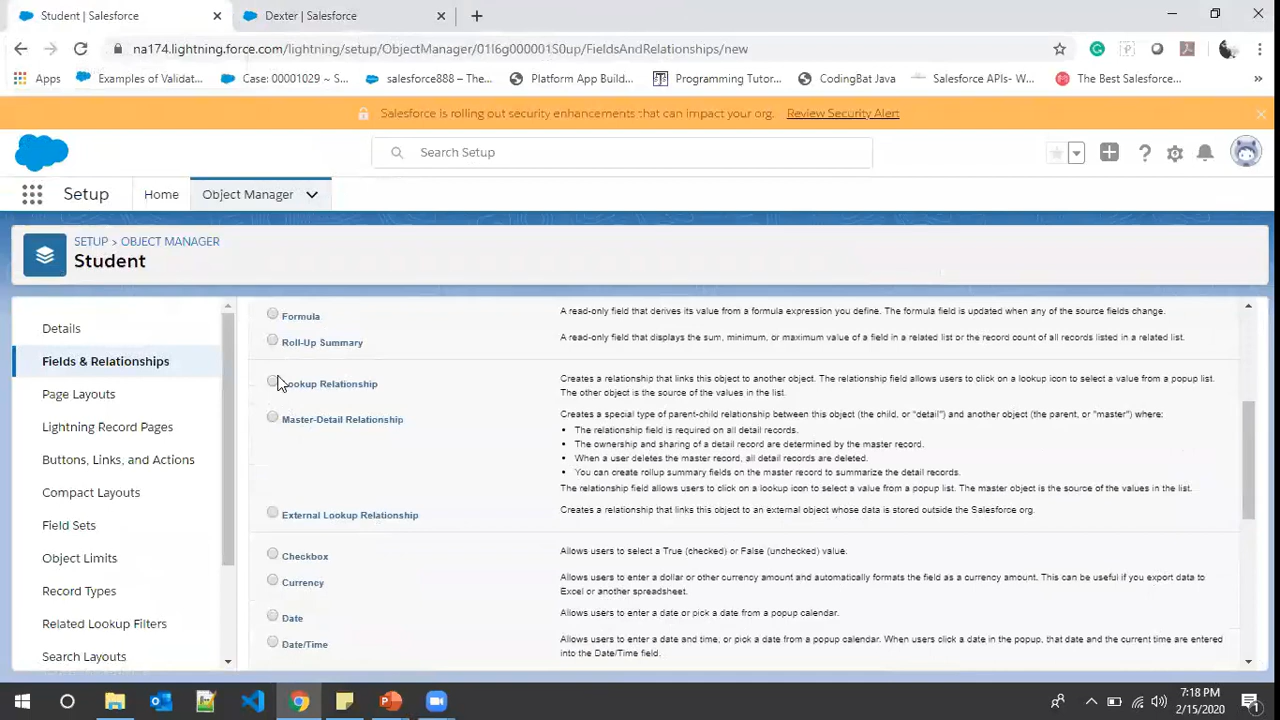 Student | Salesforce
Dexter | Salesforce
na174.lightning.force.com/lightning/setup/ObjectManager/01I6g000001S0up/FieldsAndRelationships/new
Apps
Examples of Validat...
Case: 00001029 ~ S...
salesforce888 – The...
Platform App Build...
Programming Tutor...
CodingBat Java
Salesforce APIs- W...
The Best Salesforce...
»
Salesforce is rolling out security enhancements that can impact your org. Review Security Alert
Search Setup
Setup
Home
Object Manager
SETUP > OBJECT MANAGER
Student
Details
Fields & Relationships
Page Layouts
Lightning Record Pages
Buttons, Links, and Actions
Compact Layouts
Field Sets
Object Limits
Record Types
Related Lookup Filters
Search Layouts
Formula
A read-only field that derives its value from a formula expression you define. The formula field is updated when any of the source fields change.
Roll-Up Summary
A read-only field that displays the sum, minimum, or maximum value of a field in a related list or the record count of all records listed in a related list.
Lookup Relationship
Creates a relationship that links this object to another object. The relationship field allows users to click on a lookup icon to select a value from a popup list.
The other object is the source of the values in the list.
Master-Detail Relationship
Creates a special type of parent-child relationship between this object (the child, or "detail") and another object (the parent, or "master") where:
• The relationship field is required on all detail records.
• The ownership and sharing of a detail record are determined by the master record.
• When a user deletes the master record, all detail records are deleted.
• You can create rollup summary fields on the master record to summarize the detail records.
The relationship field allows users to click on a lookup icon to select a value from a popup list. The master object is the source of the values in the list.
External Lookup Relationship
Creates a relationship that links this object to an external object whose data is stored outside the Salesforce org.
Checkbox
Allows users to select a True (checked) or False (unchecked) value.
Currency
Allows users to enter a dollar or other currency amount and automatically formats the field as a currency amount. This can be useful if you export data to
Excel or another spreadsheet.
Date
Allows users to enter a date or pick a date from a popup calendar.
Date/Time
Allows users to enter a date and time, or pick a date from a popup calendar. When users click a date in the popup, that date and the current time are entered
into the Date/Time field.
7:18 PM
2/15/2020
1